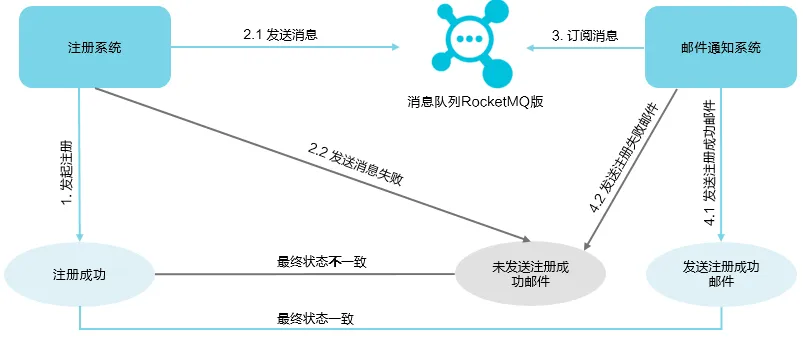 注册系统
2.1 发送消息
3. 订阅消息
邮件通知系统
消息队列RocketMQ版
1. 发起注册
2.2 发送消息失败
4.2 发送注册失败邮件
4.1 发送注册成功邮件
注册成功
最终状态不一致
未发送注册成
功邮件
发送注册成功
邮件
最终状态一致